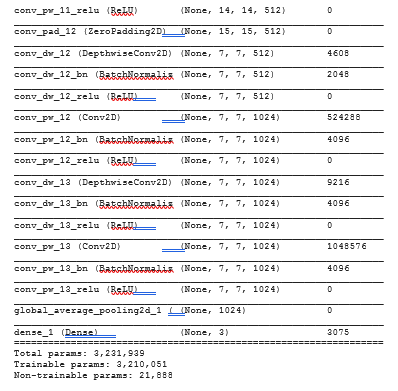 conv_pw_11_relu (ReLU) (None, 14, 14, 512) 0
conv_pad_12 (ZeroPadding2D) (None, 15, 15, 512) 0
conv_dw_12 (DepthwiseConv2D) (None, 7, 7, 512) 4608
conv_dw_12_bn (BatchNormaliz (None, 7, 7, 512) 2048
conv_dw_12_relu (ReLU) (None, 7, 7, 512) 0
conv_pw_12 (Conv2D) (None, 7, 7, 1024) 524288
conv_pw_12_bn (BatchNormaliz (None, 7, 7, 1024) 4096
conv_pw_12_relu (ReLU) (None, 7, 7, 1024) 0
conv_dw_13 (DepthwiseConv2D) (None, 7, 7, 1024) 9216
conv_dw_13_bn (BatchNormaliz (None, 7, 7, 1024) 4096
conv_dw_13_relu (ReLU) (None, 7, 7, 1024) 0
conv_pw_13 (Conv2D) (None, 7, 7, 1024) 1048576
conv_pw_13_bn (BatchNormaliz (None, 7, 7, 1024) 4096
conv_pw_13_relu (ReLU) (None, 7, 7, 1024) 0
global_average_pooling2d_1 ( (None, 1024) 0
dense_1 (Dense) (None, 3) 3075
Total params: 3,231,939
Trainable params: 3,210,051
Non-trainable params: 21,888